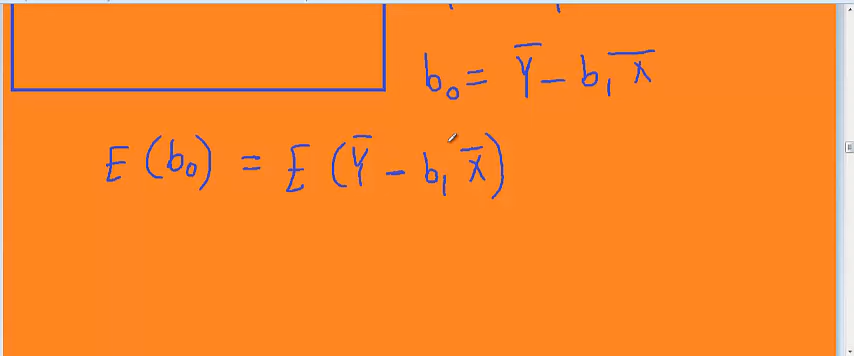 b₀ = Y̅ - b₁ X̅
E (b₀) = E (Y̅ - b₁ X̅)